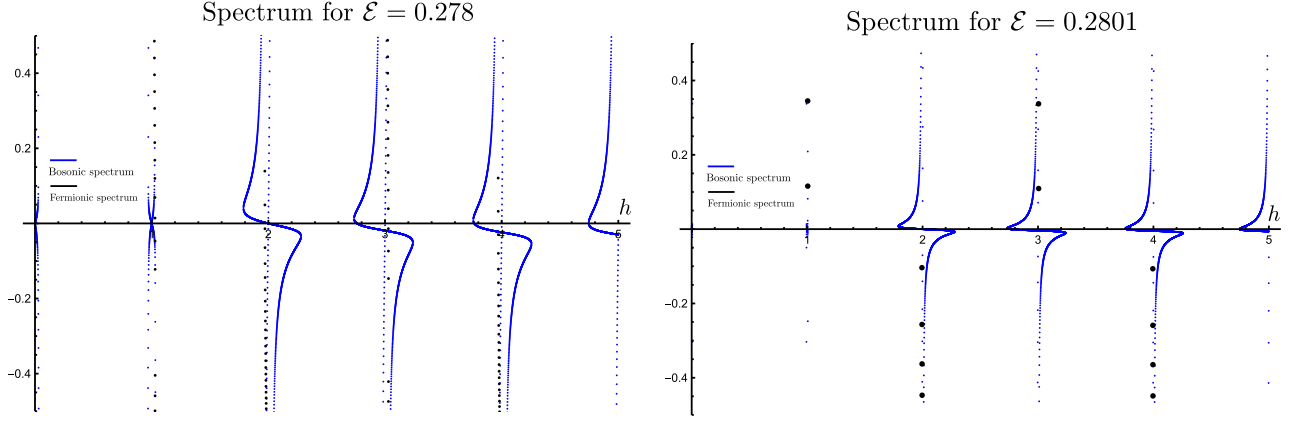 Spectrum for ℰ = 0.278
0.4
0.2
−0.2
−0.4
Bosonic spectrum
Fermionic spectrum
2
3
4
5
h
Spectrum for ℰ = 0.2801
0.4
0.2
−0.2
−0.4
Bosonic spectrum
Fermionic spectrum
1
2
3
4
5
h